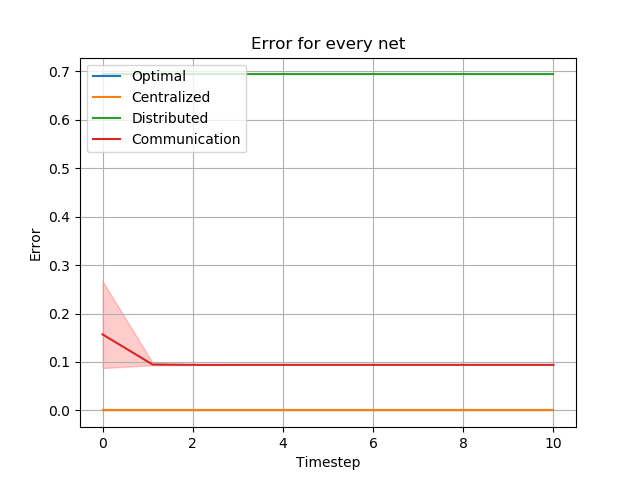 Error for every net
Optimal
Centralized
Distributed
Communication
0.7
0.6
0.5
0.4
0.3
0.2
0.1
0.0
Error
0 2 4 6 8 10
Timestep